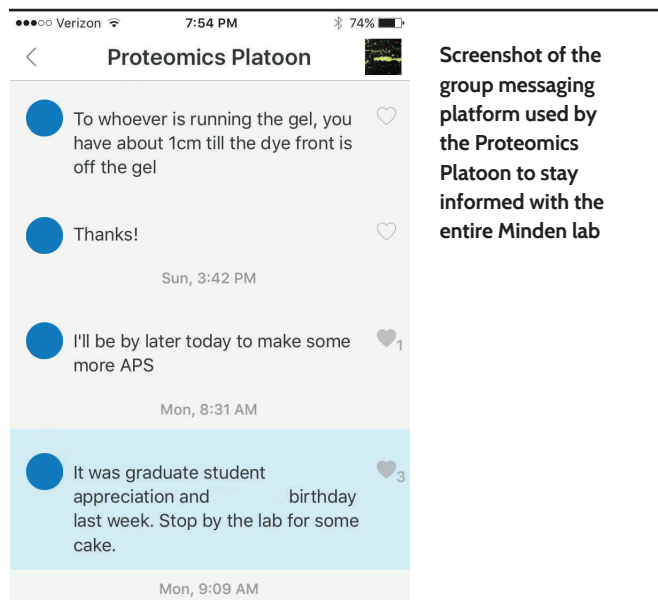 Verizon 7:54 PM 74%
Proteomics Platoon
To whoever is running the gel, you
have about 1cm till the dye front is
off the gel
Thanks!
Sun, 3:42 PM
I'll be by later today to make some
more APS
1
Mon, 8:31 AM
It was graduate student
appreciation and birthday
last week. Stop by the lab for some
cake.
3
Mon, 9:09 AM
Screenshot of the
group messaging
platform used by
the Proteomics
Platoon to stay
informed with the
entire Minden lab